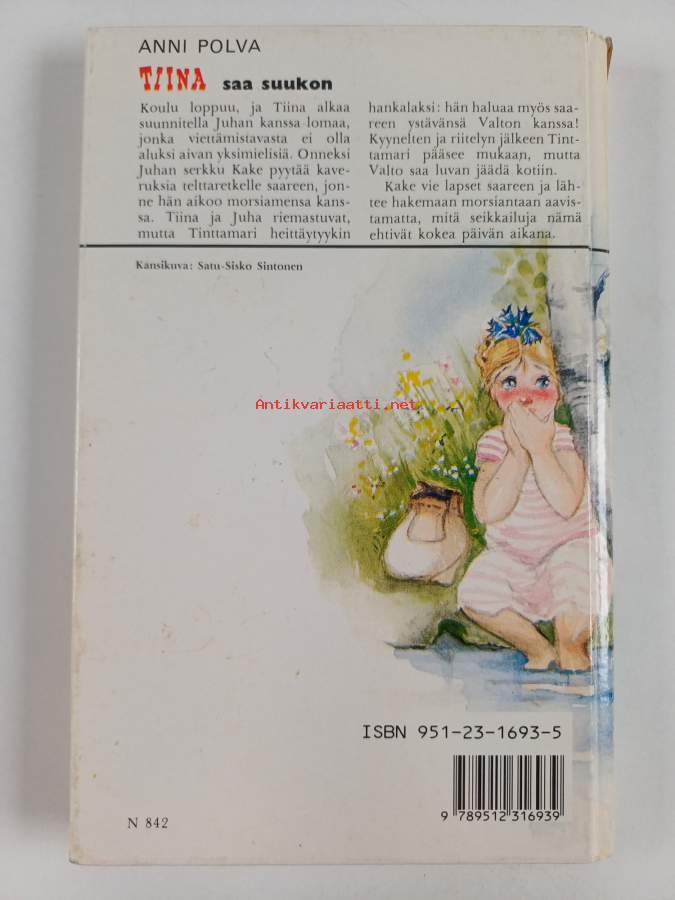 ANNI POLVA
TIINA saa suukon
Koulu loppuu, ja Tiina alkaa
suunnitella Juhan kanssa lomaa,
jonka viettämistavasta ei olla
aluksi aivan yksimielisiä. Onneksi
Juhan serkku Kake pyytää kave-
ruksia telttaretkelle saareen, jon-
ne hän aikoo morsiamensa kans-
sa. Tiina ja Juha riemastuvat,
mutta Tinttamari heittäytyykin
hankalaksi: hän haluaa myös saa-
reen ystävänsä Valton kanssa!
Kyynelten ja riitelyn jälkeen Tint-
tamari pääsee mukaan, mutta
Valto saa luvan jäädä kotiin.
Kake vie lapset saareen ja läh-
tee hakemaan morsiantaan aavis-
tamatta, mitä seikkailuja nämä
ehtivät kokea päivän aikana.
Kansikuva: Satu-Sisko Sintonen
Antikvariaatti.net
ISBN 951-23-1693-5
9 789512 316939
N 842